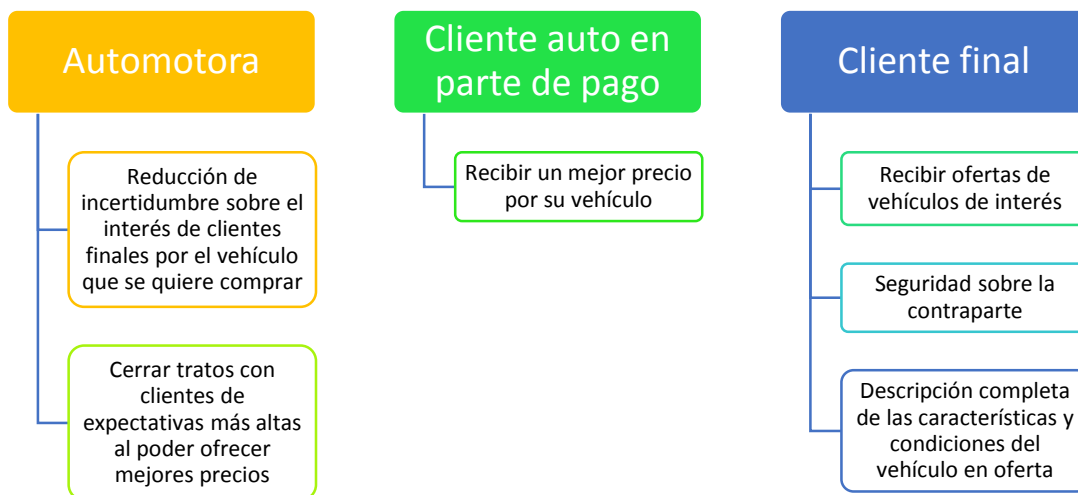 Automotora
Reducción de
incertidumbre sobre el
interés de clientes
finales por el vehículo
que se quiere comprar
Cerrar tratos con
clientes de
expectativas más altas
al poder ofrecer
mejores precios
Cliente auto en
parte de pago
Recibir un mejor precio
por su vehículo
Cliente final
Recibir ofertas de
vehículos de interés
Seguridad sobre la
contraparte
Descripción completa
de las características y
condiciones del
vehículo en oferta